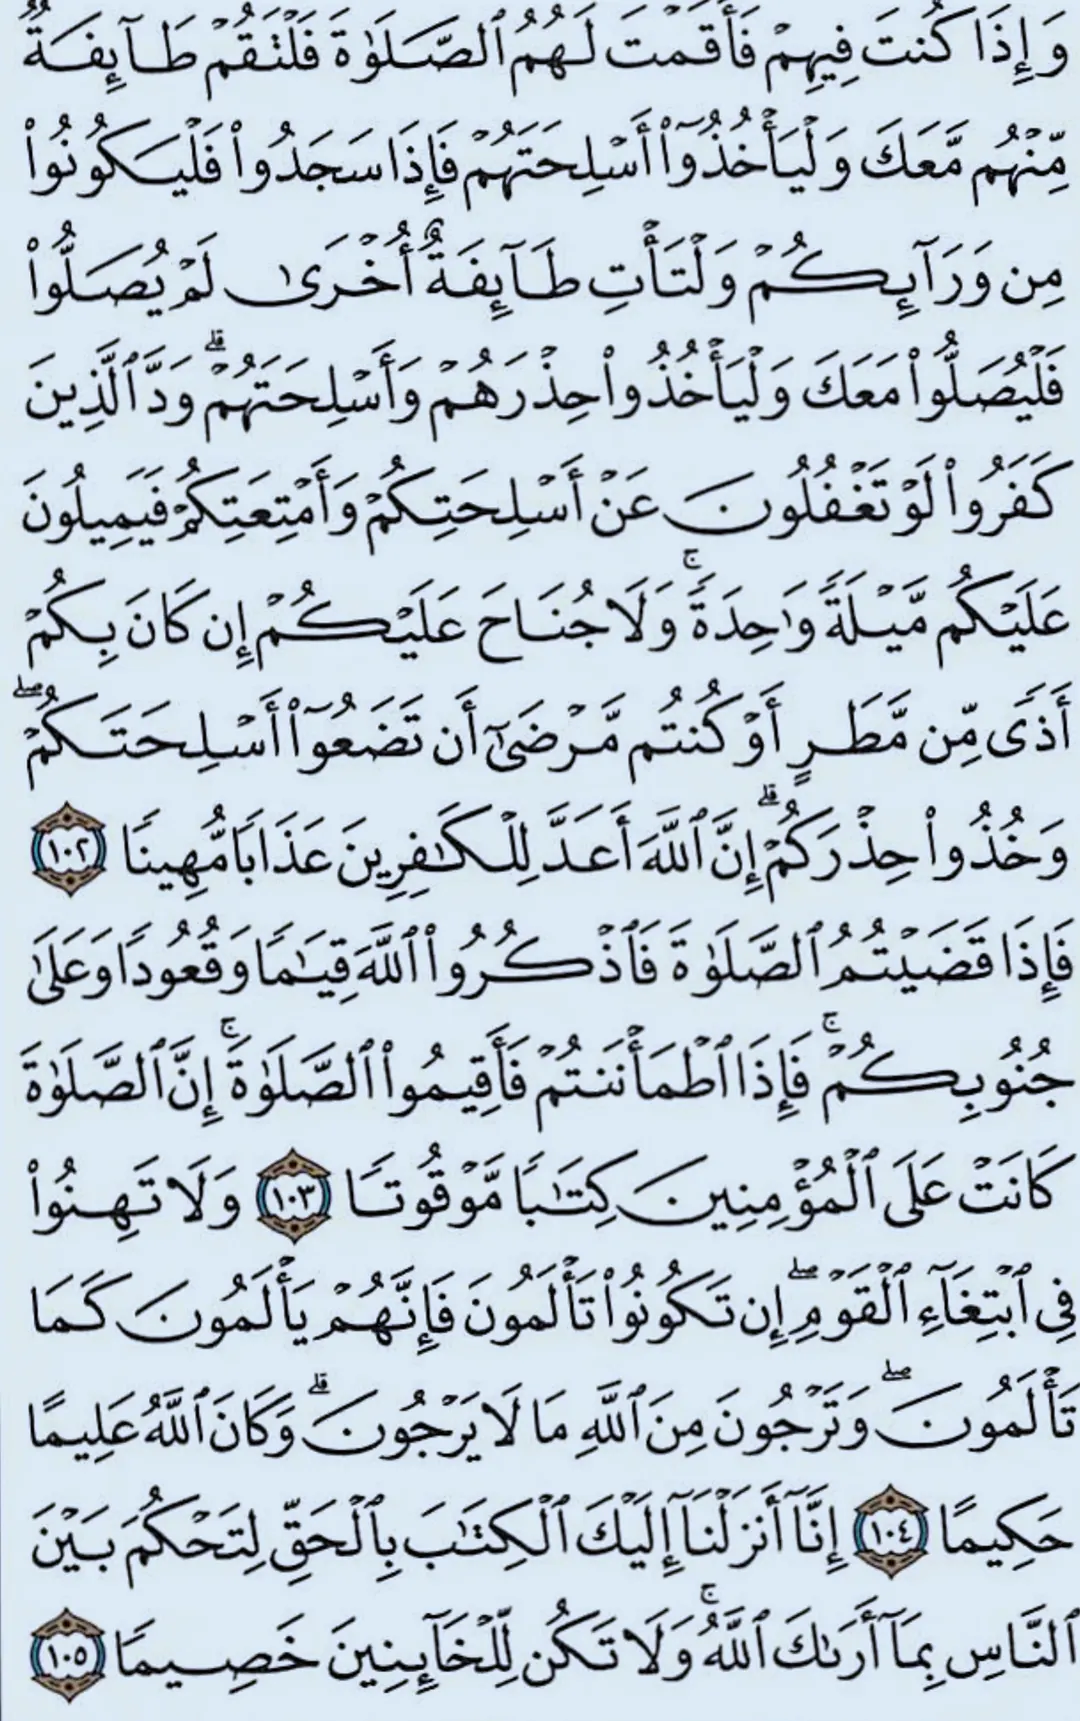 وَإِذَا كُنتَ فِيهِمْ فَأَقَمْتَ لَهُمُ ٱلصَّلَوٰةَ فَلْتَقُمْ طَآئِفَةٌ
مِّنْهُم مَّعَكَ وَلْيَأْخُذُوٓا۟ أَسْلِحَتَهُمْ فَإِذَا سَجَدُوا۟ فَلْيَكُونُوا۟
مِن وَرَآئِكُمْ وَلْتَأْتِ طَآئِفَةٌ أُخْرَىٰ لَمْ يُصَلُّوا۟
فَلْيُصَلُّوا۟ مَعَكَ وَلْيَأْخُذُوا۟ حِذْرَهُمْ وَأَسْلِحَتَهُمْ ۗ وَدَّ ٱلَّذِينَ
كَفَرُوا۟ لَوْ تَغْفُلُونَ عَنْ أَسْلِحَتِكُمْ وَأَمْتِعَتِكُمْ فَيَمِيلُونَ
عَلَيْكُم مَّيْلَةً وَٰحِدَةً ۚ وَلَا جُنَاحَ عَلَيْكُمْ إِن كَانَ بِكُمْ
أَذًى مِّن مَّطَرٍ أَوْ كُنتُم مَّرْضَىٰٓ أَن تَضَعُوٓا۟ أَسْلِحَتَكُمْ ۖ
وَخُذُوا۟ حِذْرَكُمْ ۗ إِنَّ ٱللَّهَ أَعَدَّ لِلْكَٰفِرِينَ عَذَابًا مُّهِينًا ١٠٢
فَإِذَا قَضَيْتُمُ ٱلصَّلَوٰةَ فَٱذْكُرُوا۟ ٱللَّهَ قِيَٰمًا وَقُعُودًا وَعَلَىٰ
جُنُوبِكُمْ ۚ فَإِذَا ٱطْمَأْنَنتُمْ فَأَقِيمُوا۟ ٱلصَّلَوٰةَ ۚ إِنَّ ٱلصَّلَوٰةَ
كَانَتْ عَلَى ٱلْمُؤْمِنِينَ كِتَٰبًا مَّوْقُوتًا ١٠٣ وَلَا تَهِنُوا۟
فِى ٱبْتِغَآءِ ٱلْقَوْمِ ۖ إِن تَكُونُوا۟ تَأْلَمُونَ فَإِنَّهُمْ يَأْلَمُونَ كَمَا
تَأْلَمُونَ ۖ وَتَرْجُونَ مِنَ ٱللَّهِ مَا لَا يَرْجُونَ ۗ وَكَانَ ٱللَّهُ عَلِيمًا
حَكِيمًا ١٠٤ إِنَّآ أَنزَلْنَآ إِلَيْكَ ٱلْكِتَٰبَ بِٱلْحَقِّ لِتَحْكُمَ بَيْنَ
ٱلنَّاسِ بِمَآ أَرَىٰكَ ٱللَّهُ ۚ وَلَا تَكُن لِّلْخَآئِنِينَ خَصِيمًا ١٠٥